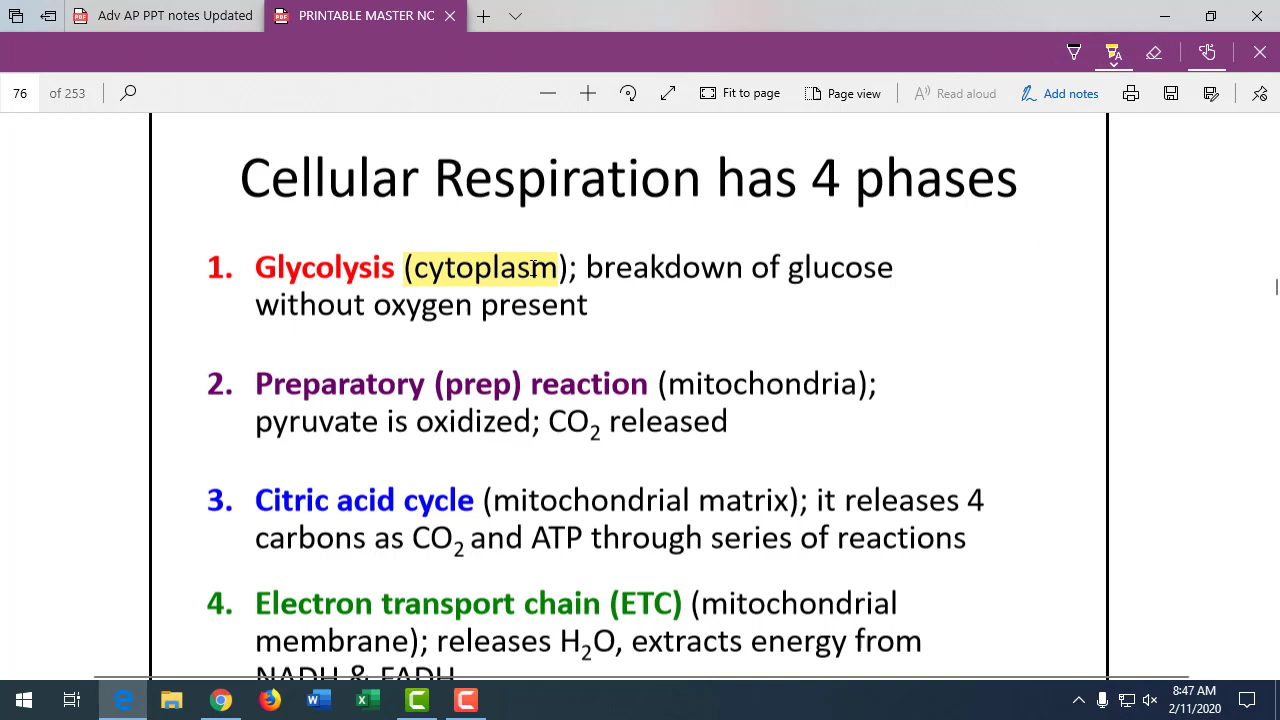 Adv AP PPT notes Updated
PRINTABLE MASTER NC
76 of 253
Fit to page
Page view
Read aloud
Add notes
Cellular Respiration has 4 phases
1. Glycolysis (cytoplasm); breakdown of glucose
without oxygen present
2. Preparatory (prep) reaction (mitochondria);
pyruvate is oxidized; CO2 released
3. Citric acid cycle (mitochondrial matrix); it releases 4
carbons as CO2 and ATP through series of reactions
4. Electron transport chain (ETC) (mitochondrial
membrane); releases H2O, extracts energy from
NADH & FADH
8:47 AM
2/11/2020